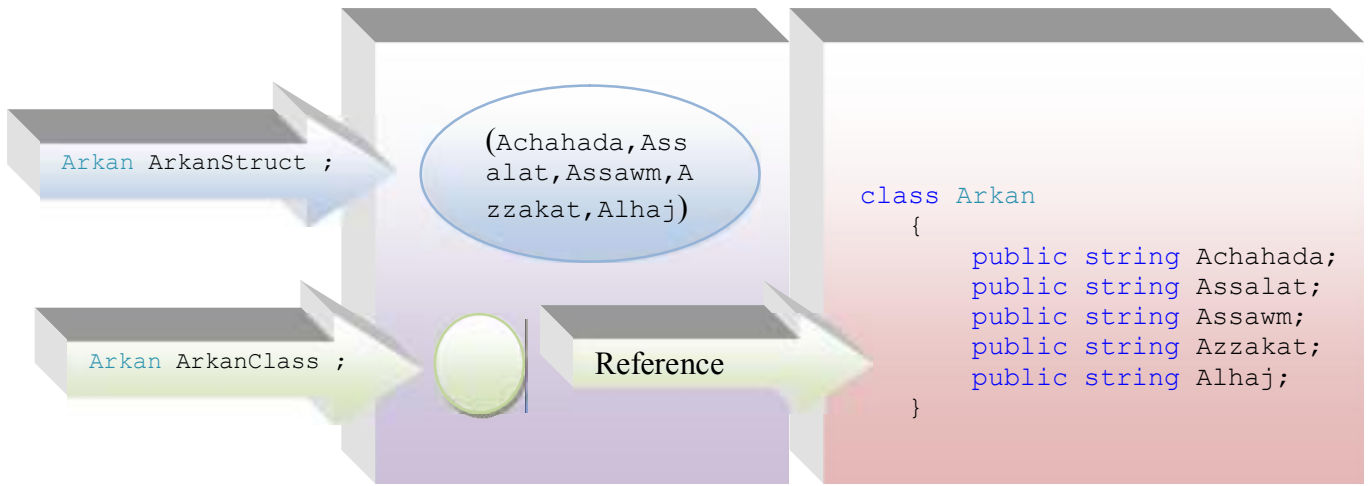 Arkan ArkanStruct ;
(Achahada,Ass
alat,Assawm,A
zzakat,Alhaj)
Arkan ArkanClass ;
Reference
class Arkan
{
public string Achahada;
public string Assalat;
public string Assawm;
public string Azzakat;
public string Alhaj;
}